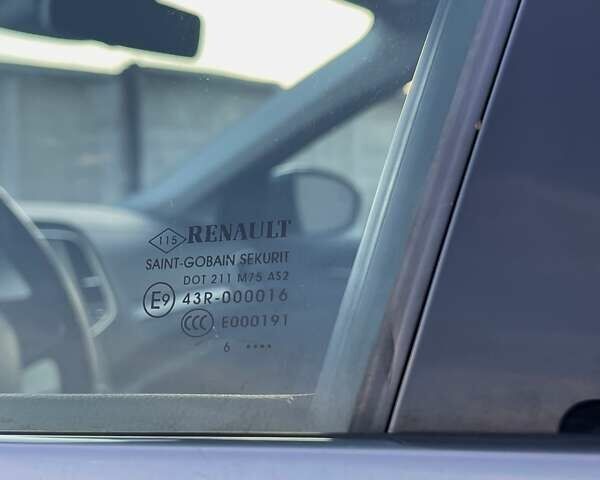 115 RENAULT
SAINT-GOBAIN SEKURIT
DOT 211 M75 AS2
E9 43R-000016
CCC E000191
6 ••••